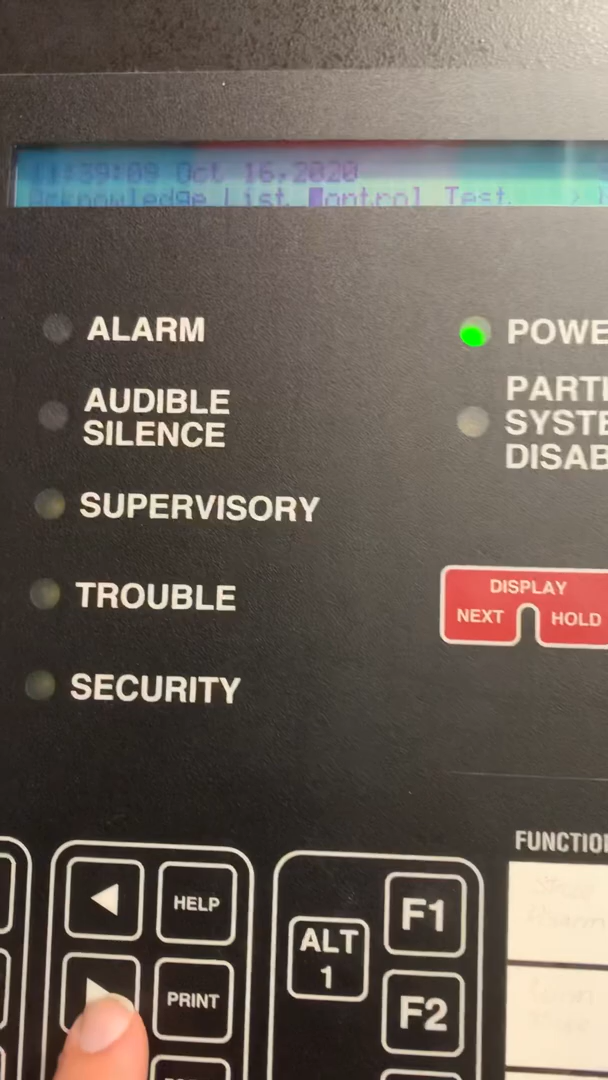 11:39:09 Oct 16,2020
Acknowledge List Control Test >
ALARM
POWE
AUDIBLE
SILENCE
PARTI
SYSTE
DISAB
SUPERVISORY
TROUBLE
DISPLAY
NEXT HOLD
SECURITY
FUNCTIO
HELP
F1
ALT
1
PRINT
F2